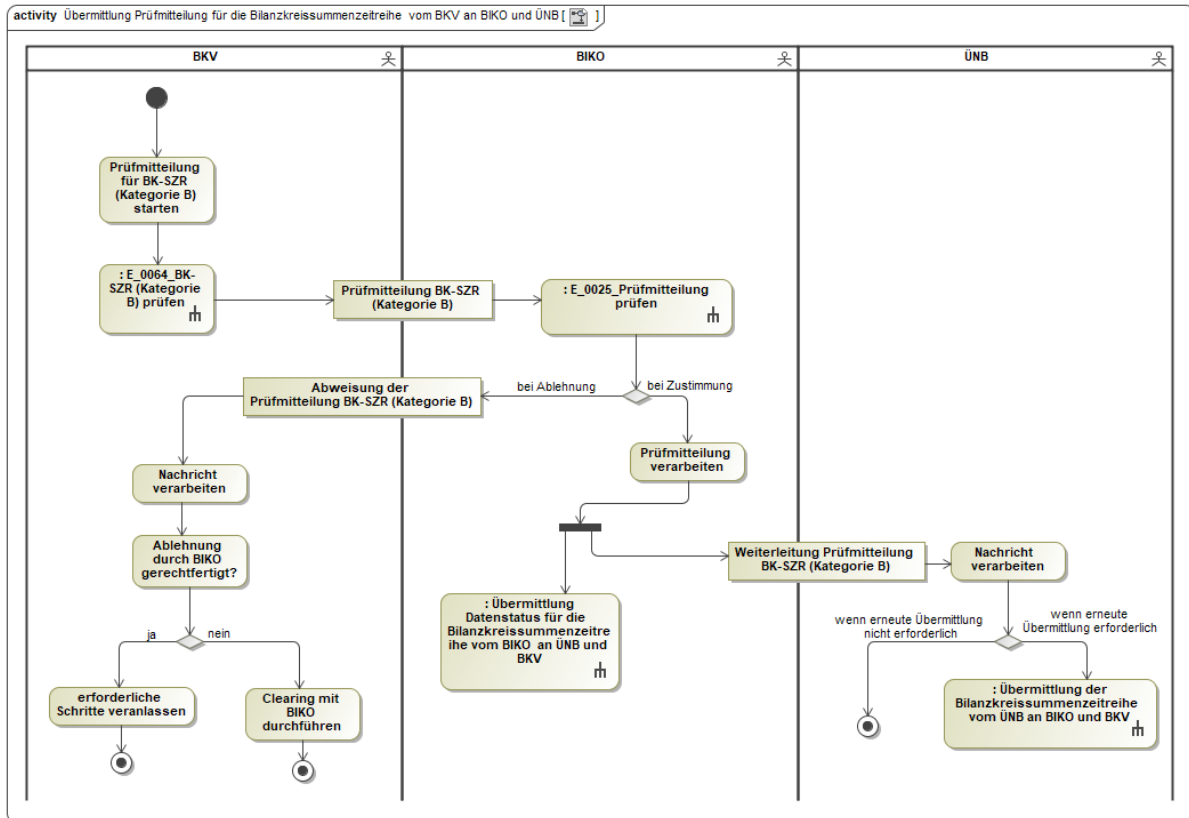 activity Übermittlung Prüfmitteilung für die Bilanzkreissummenzeitreihe vom BKV an BIKO und ÜNB [ ]
BKV
BIKO
ÜNB
Prüfmitteilung
für BK-SZR
(Kategorie B)
starten
: E_0064_BK-
SZR (Kategorie
B) prüfen
Prüfmitteilung BK-SZR
(Kategorie B)
: E_0025_Prüfmitteilung
prüfen
bei Ablehnung
bei Zustimmung
Abweisung der
Prüfmitteilung BK-SZR (Kategorie B)
Prüfmitteilung
verarbeiten
Nachricht
verarbeiten
Ablehnung
durch BIKO
gerechtfertigt?
ja
nein
erforderliche
Schritte veranlassen
Clearing mit
BIKO
durchführen
Weiterleitung Prüfmitteilung
BK-SZR (Kategorie B)
Nachricht
verarbeiten
: Übermittlung
Datenstatus für die
Bilanzkreissummenzeitre
ihe vom BIKO an ÜNB und
BKV
wenn erneute Übermittlung
nicht erforderlich
wenn erneute
Übermittlung erforderlich
: Übermittlung der
Bilanzkreissummenzeitreihe
vom ÜNB an BIKO und BKV